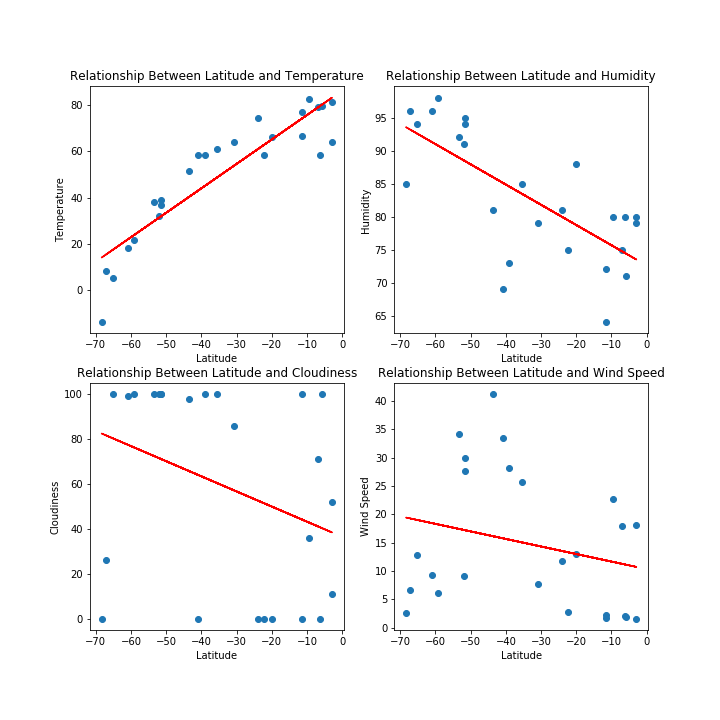 Relationship Between Latitude and Temperature
Temperature
80
60
40
20
0
−70 −60 −50 −40 −30 −20 −10 0
Latitude
Relationship Between Latitude and Humidity
Humidity
95
90
85
80
75
70
65
−70 −60 −50 −40 −30 −20 −10 0
Latitude
Relationship Between Latitude and Cloudiness
Cloudiness
100
80
60
40
20
0
−70 −60 −50 −40 −30 −20 −10 0
Latitude
Relationship Between Latitude and Wind Speed
Wind Speed
40
35
30
25
20
15
10
5
0
−70 −60 −50 −40 −30 −20 −10 0
Latitude